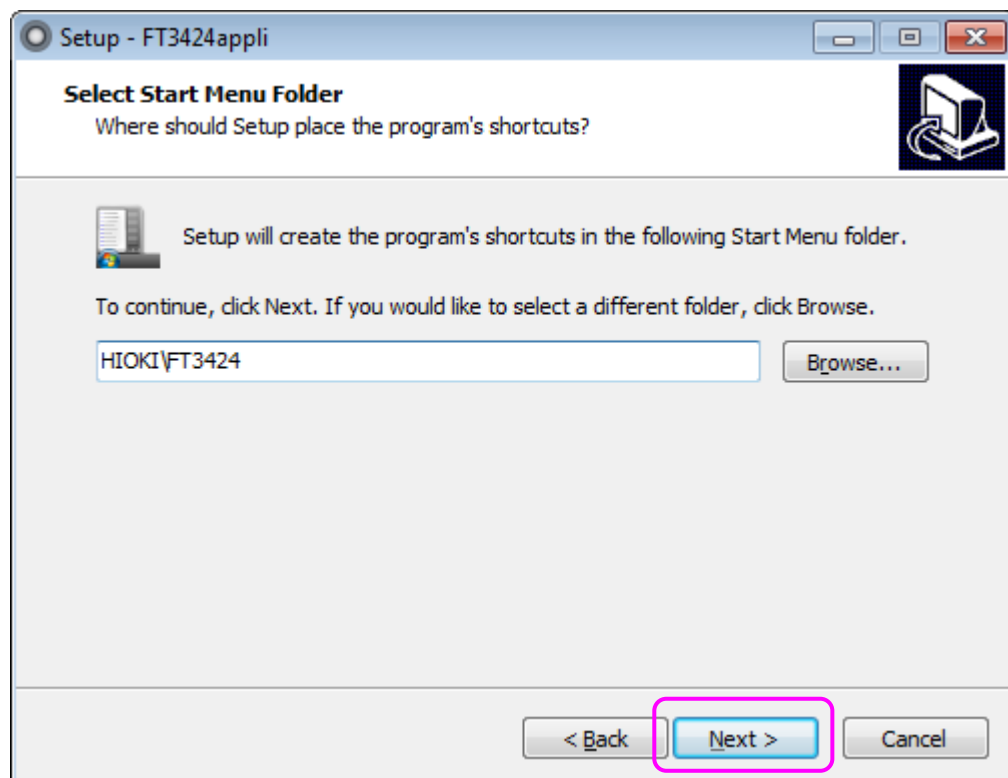 Setup - FT3424appli
Select Start Menu Folder
Where should Setup place the program's shortcuts?
Setup will create the program's shortcuts in the following Start Menu folder.
To continue, click Next. If you would like to select a different folder, click Browse.
HIOKI\FT3424
Browse...
< Back
Next >
Cancel